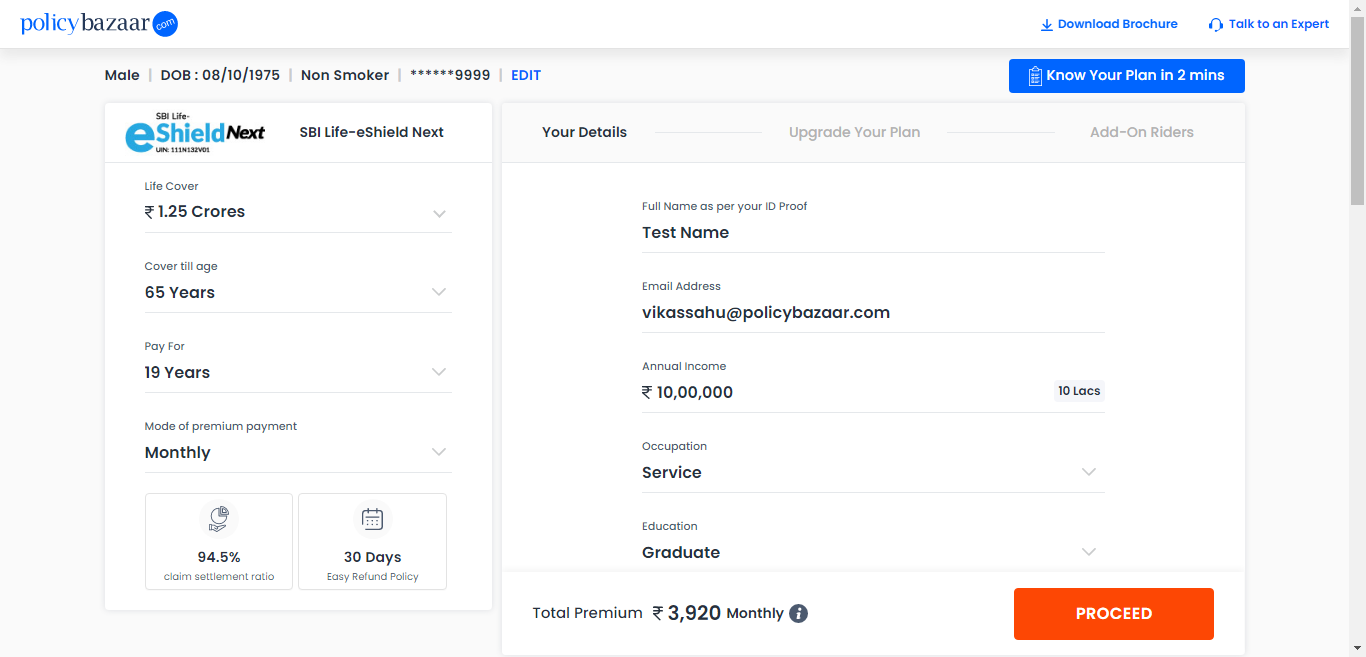 policybazaar.com
Download Brochure
Talk to an Expert
Male | DOB : 08/10/1975 | Non Smoker | ******9999 | EDIT
Know Your Plan in 2 mins
SBI Life-
eShield Next
UIN: 111N132V01
SBI Life-eShield Next
Life Cover
₹ 1.25 Crores
Cover till age
65 Years
Pay For
19 Years
Mode of premium payment
Monthly
94.5%
claim settlement ratio
30 Days
Easy Refund Policy
Your Details
Upgrade Your Plan
Add-On Riders
Full Name as per your ID Proof
Test Name
Email Address
vikassahu@policybazaar.com
Annual Income
₹ 10,00,000
10 Lacs
Occupation
Service
Education
Graduate
Total Premium ₹ 3,920 Monthly i
PROCEED